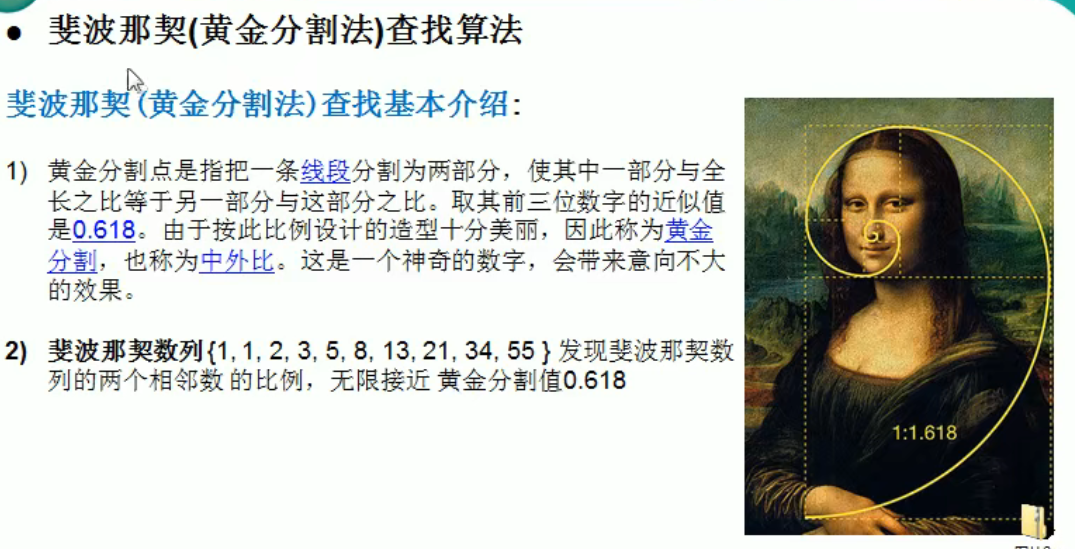 ● 斐波那契(黄金分割法)查找算法
斐波那契(黄金分割法)查找基本介绍:
1) 黄金分割点是指把一条线段分割为两部分，使其中一部分与全
长之比等于另一部分与这部分之比。取其前三位数字的近似值
是0.618。由于按此比例设计的造型十分美丽，因此称为黄金
分割，也称为中外比。这是一个神奇的数字，会带来意向不大
的效果。
2) 斐波那契数列{1, 1, 2, 3, 5, 8, 13, 21, 34, 55 } 发现斐波那契数
列的两个相邻数 的比例，无限接近 黄金分割值0.618
1:1.618